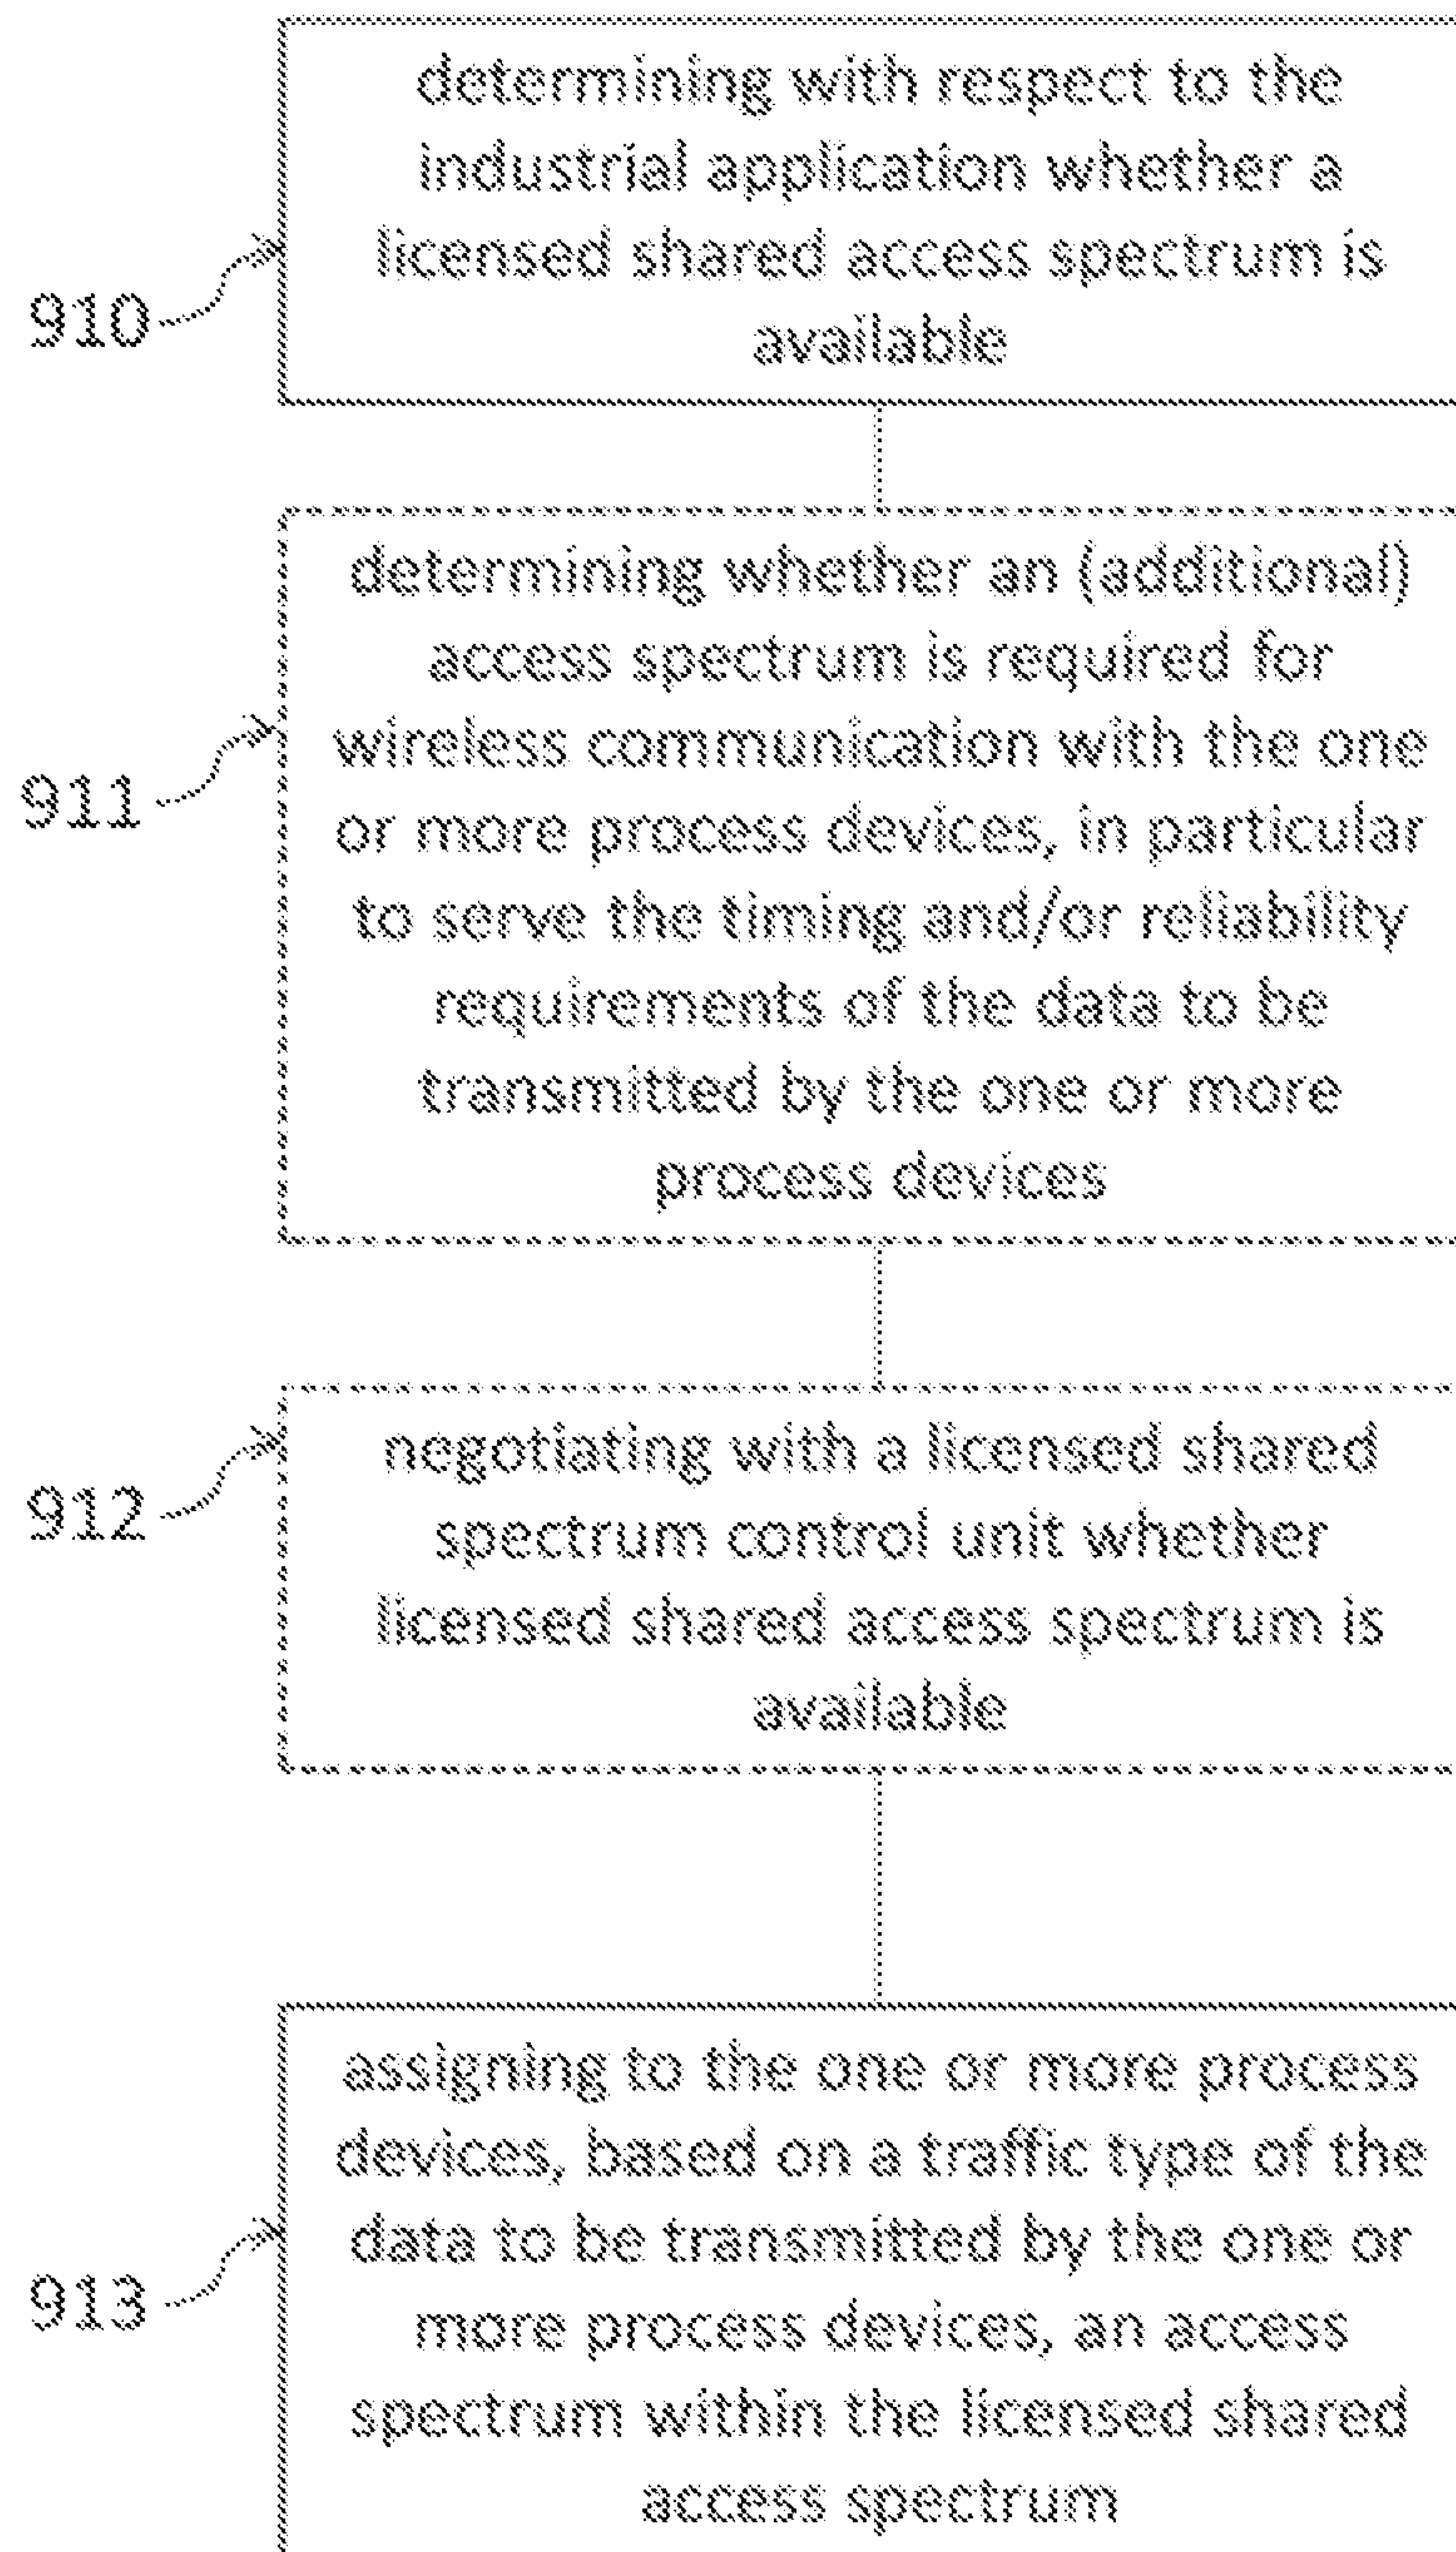 determining with respect to the
industrial application whether a
licensed shared access spectrum is
available
910
determining whether an (additional)
access spectrum is required for
wireless communication with the one
or more process devices, in particular
to serve the timing and/or reliability
requirements of the data to be
transmitted by the one or more
process devices
911
negotiating with a licensed shared
spectrum control unit whether
licensed shared access spectrum is
available
912
assigning to the one or more process
devices, based on a traffic type of the
data to be transmitted by the one or
more process devices, an access
spectrum within the licensed shared
access spectrum
913